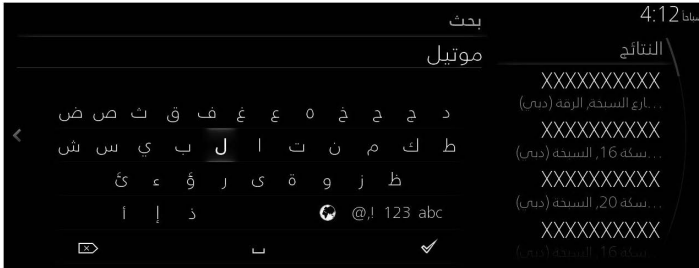 4:12 صباحاً
بحث
موتيل
النتائج
XXXXXXXXXX
...ارع السبخة, الرقة (دبي)
XXXXXXXXXX
...سكة 16, السبخة (دبي)
XXXXXXXXXX
...سكة 20, السبخة (دبي)
XXXXXXXXXX
...سكة 16, السبخة (دبي)
د ج ح خ ه ع غ ف ق ث ص ض
ط ك م ن ت ا ل ب ي س ش
ظ ز و ة ى ر ؤ ء ئ
abc 123 @,! ذ إ | أ